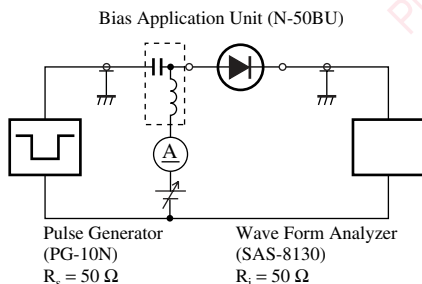 Bias Application Unit (N-50BU)
A
Pulse Generator
(PG-10N)
Rs = 50 Ω
Wave Form Analyzer
(SAS-8130)
Ri = 50 Ω